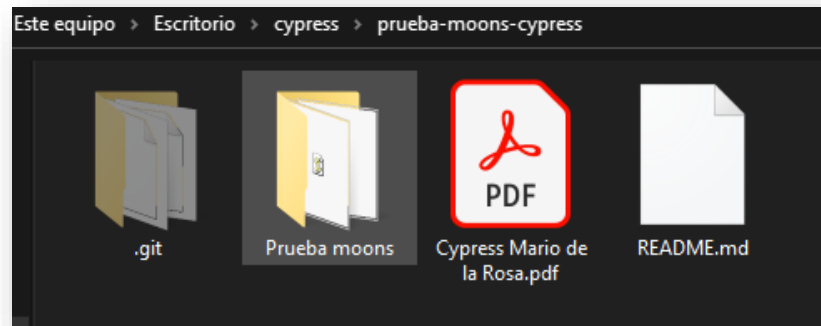 Este equipo > Escritorio > cypress > prueba-moons-cypress
PDF
.git
Prueba moons
Cypress Mario de
la Rosa.pdf
README.md